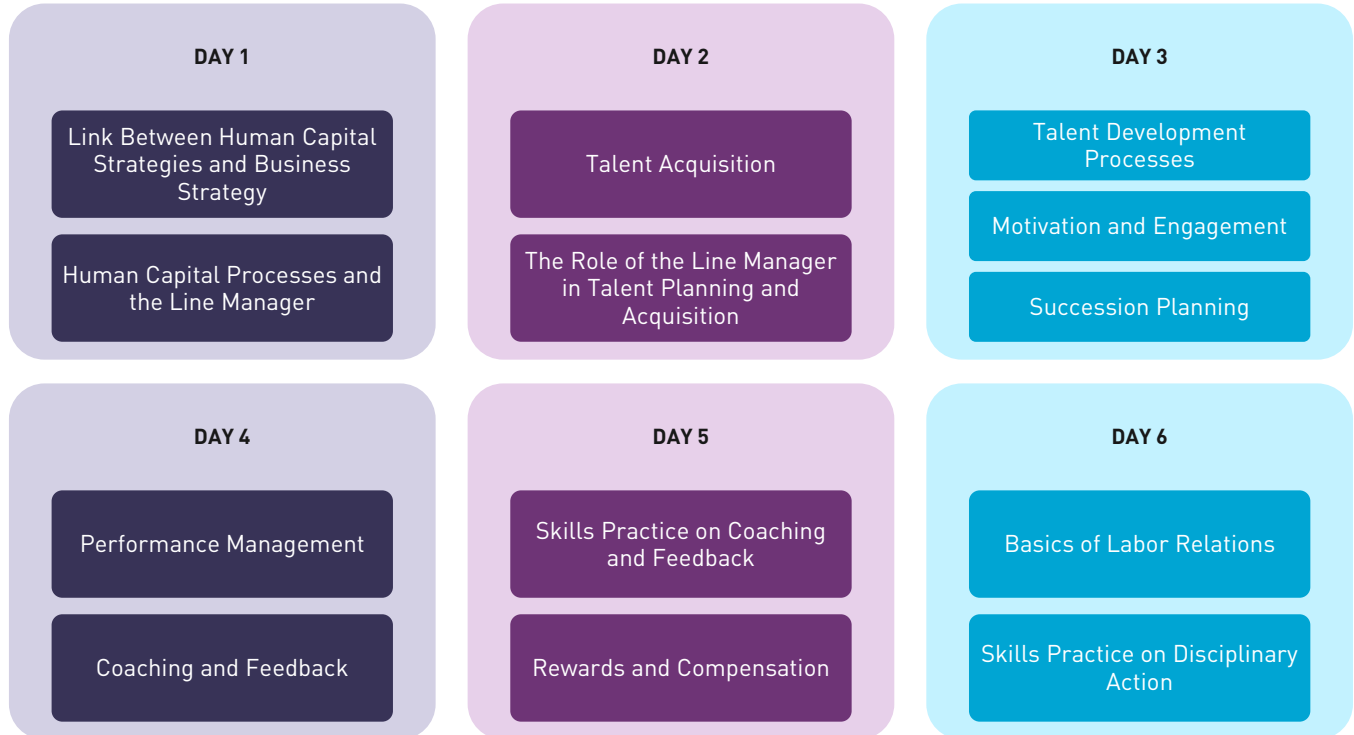 DAY 1
Link Between Human Capital
Strategies and Business
Strategy
Human Capital Processes and
the Line Manager
DAY 2
Talent Acquisition
The Role of the Line Manager
in Talent Planning and
Acquisition
DAY 3
Talent Development
Processes
Motivation and Engagement
Succession Planning
DAY 4
Performance Management
Coaching and Feedback
DAY 5
Skills Practice on Coaching
and Feedback
Rewards and Compensation
DAY 6
Basics of Labor Relations
Skills Practice on Disciplinary
Action